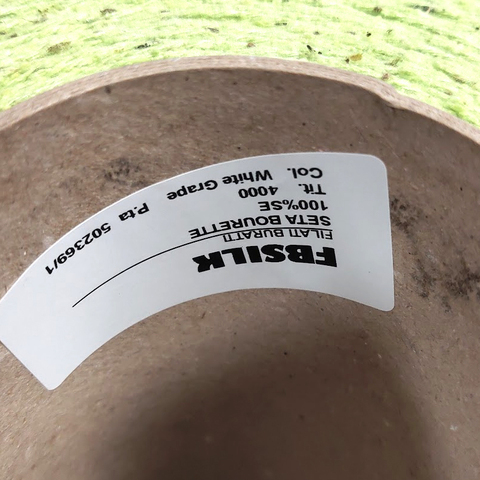 FBSILK
FILATI BURATTI
SETA BOURETTE
100%SE
Tit. 4000
Col. White Grape P.ta 502369/1